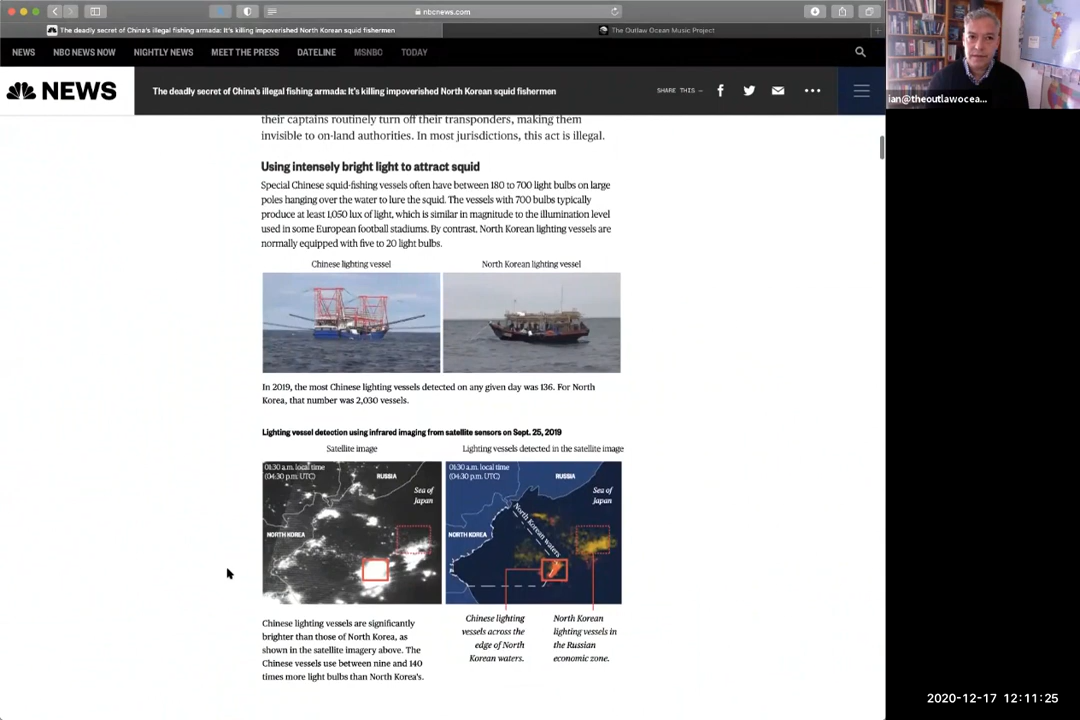 nbcnews.com
The deadly secret of China's illegal fishing armada: It's killing impoverished North Korean squid fishermen
The Outlaw Ocean Music Project
NEWS NBC NEWS NOW NIGHTLY NEWS MEET THE PRESS DATELINE MSNBC TODAY
NEWS
The deadly secret of China's illegal fishing armada: It's killing impoverished North Korean squid fishermen
SHARE THIS —
ian@theoutlawocea...
their captains routinely turn off their transponders, making them
invisible to on-land authorities. In most jurisdictions, this act is illegal.
Using intensely bright light to attract squid
Special Chinese squid-fishing vessels often have between 180 to 700 light bulbs on large
poles hanging over the water to lure the squid. The vessels with 700 bulbs typically
produce at least 1,050 lux of light, which is similar in magnitude to the illumination level
used in some European football stadiums. By contrast, North Korean lighting vessels are
normally equipped with five to 20 light bulbs.
Chinese lighting vessel
North Korean lighting vessel
In 2019, the most Chinese lighting vessels detected on any given day was 136. For North
Korea, that number was 2,030 vessels.
Lighting vessel detection using infrared imaging from satellite sensors on Sept. 25, 2019
Satellite image
Lighting vessels detected in the satellite image
01:30 a.m. local time
(04:30 p.m. UTC)
RUSSIA
Sea of
Japan
NORTH KOREA
01:30 a.m. local time
(04:30 p.m. UTC)
RUSSIA
Sea of
Japan
North Korean waters
NORTH KOREA
Chinese lighting
vessels across the
edge of North
Korean waters.
North Korean
lighting vessels in
the Russian
economic zone.
Chinese lighting vessels are significantly
brighter than those of North Korea, as
shown in the satellite imagery above. The
Chinese vessels use between nine and 140
times more light bulbs than North Korea's.
2020-12-17 12:11:25